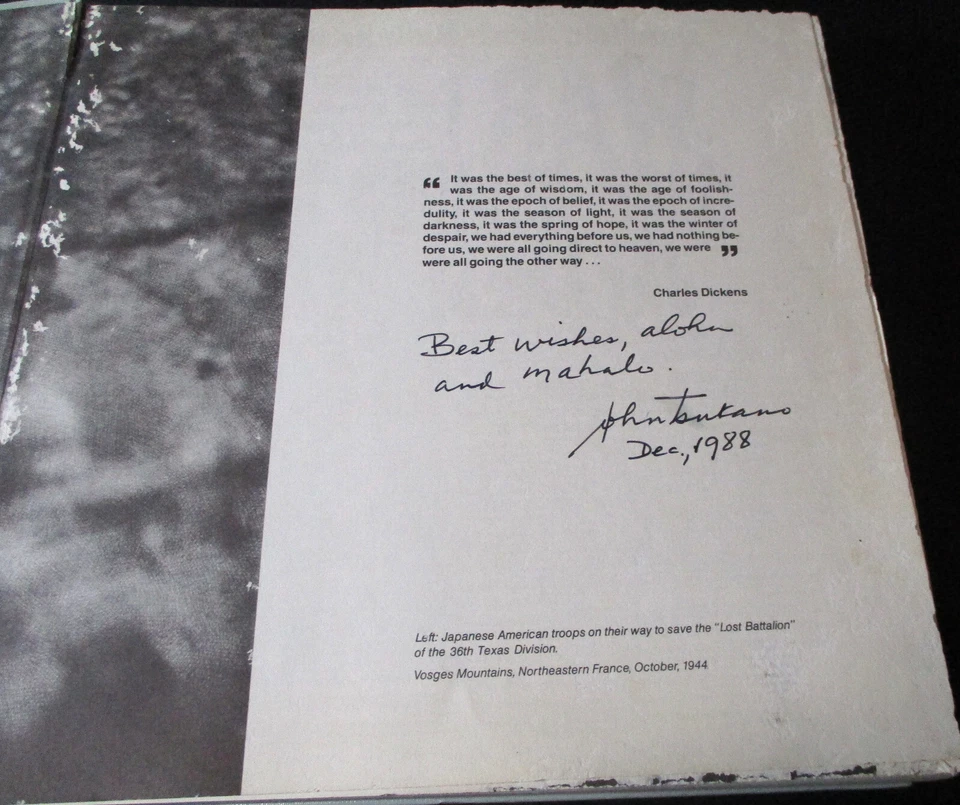 “ It was the best of times, it was the worst of times, it
was the age of wisdom, it was the age of foolish-
ness, it was the epoch of belief, it was the epoch of incre-
dulity, it was the season of light, it was the season of
darkness, it was the spring of hope, it was the winter of
despair, we had everything before us, we had nothing be-
fore us, we were all going direct to heaven, we were ”
were all going the other way . . .
Charles Dickens
Best wishes, aloha
and mahalo.
John Tsukano
Dec., 1988
Left: Japanese American troops on their way to save the "Lost Battalion"
of the 36th Texas Division.
Vosges Mountains, Northeastern France, October, 1944